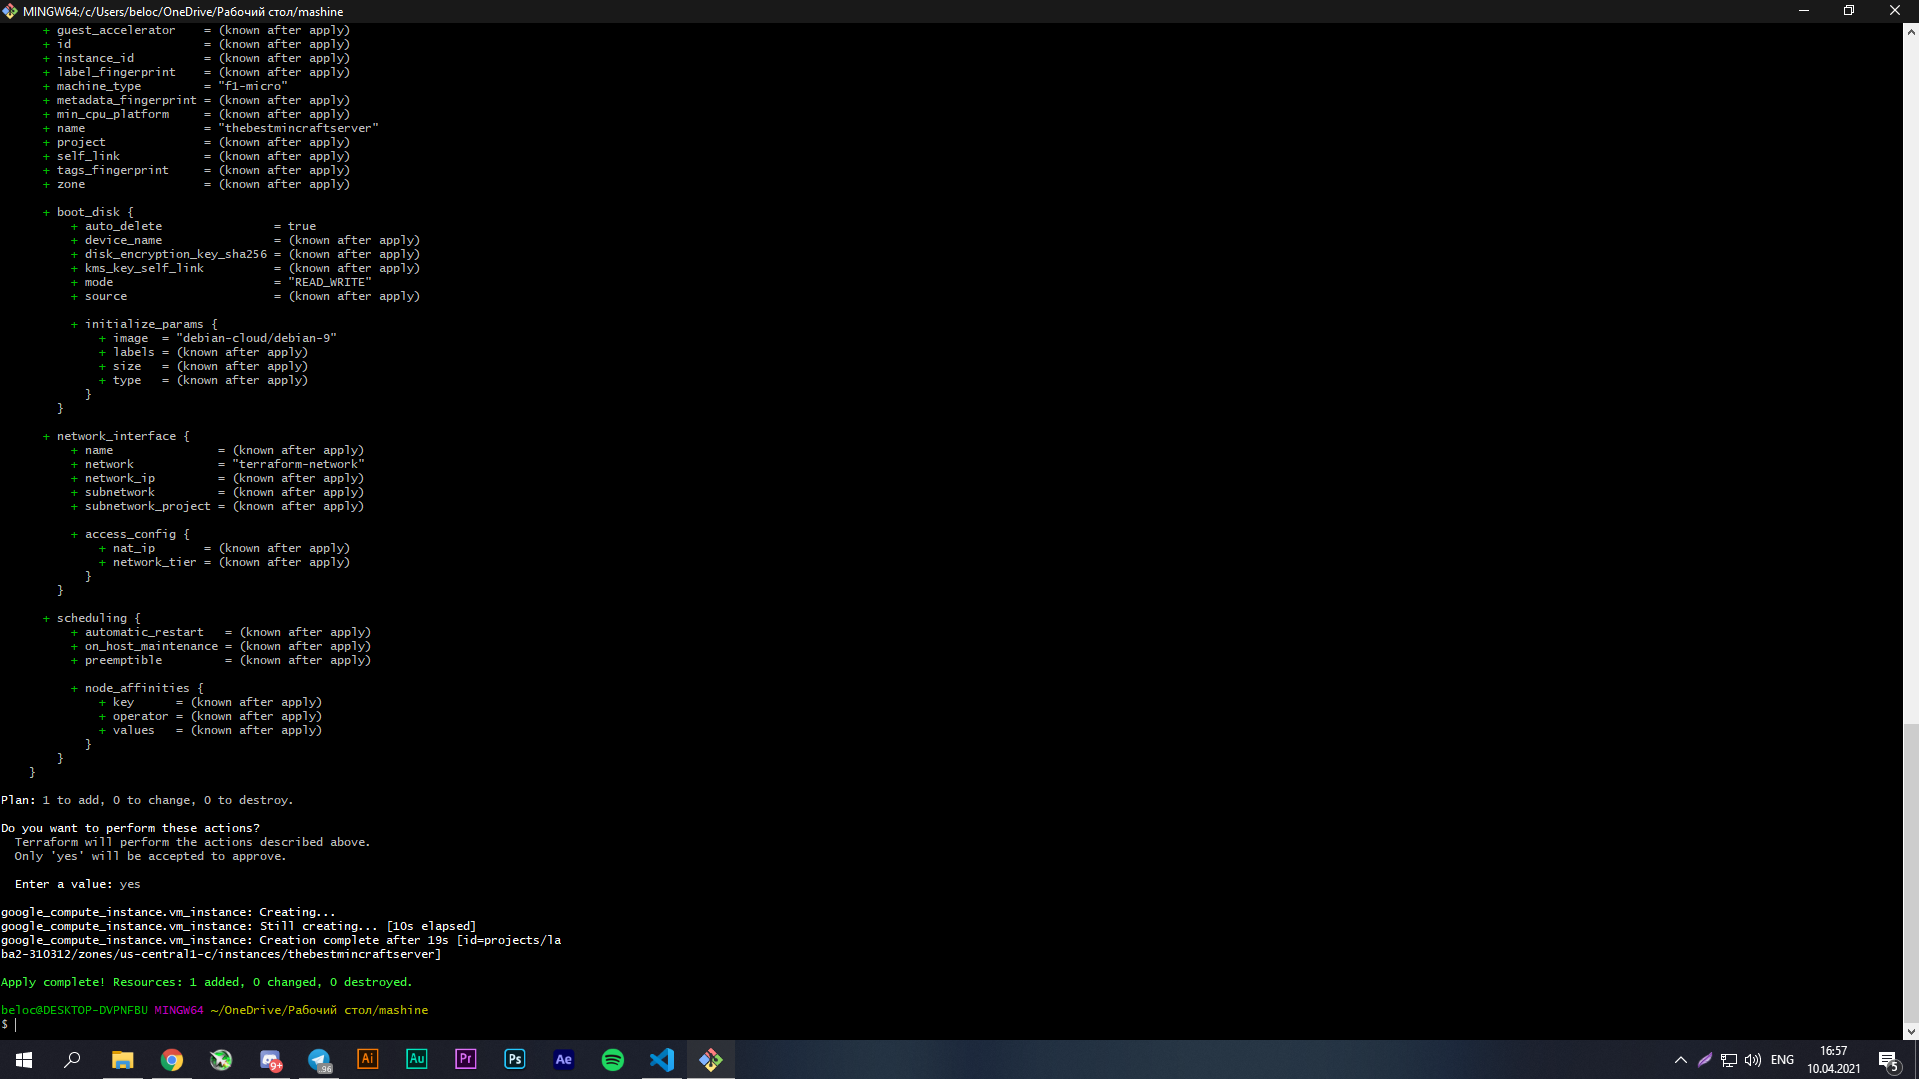 MINGW64:/c/Users/beloc/OneDrive/Рабочий стол/mashine
+ guest_accelerator    = (known after apply)
+ id                   = (known after apply)
+ instance_id          = (known after apply)
+ label_fingerprint    = (known after apply)
+ machine_type         = "f1-micro"
+ metadata_fingerprint = (known after apply)
+ min_cpu_platform     = (known after apply)
+ name                 = "thebestmincraftserver"
+ project              = (known after apply)
+ self_link            = (known after apply)
+ tags_fingerprint     = (known after apply)
+ zone                 = (known after apply)
+ boot_disk {
+ auto_delete                = true
+ device_name                = (known after apply)
+ disk_encryption_key_sha256 = (known after apply)
+ kms_key_self_link          = (known after apply)
+ mode                       = "READ_WRITE"
+ source                     = (known after apply)
+ initialize_params {
+ image  = "debian-cloud/debian-9"
+ labels = (known after apply)
+ size   = (known after apply)
+ type   = (known after apply)
}
}
+ network_interface {
+ name               = (known after apply)
+ network            = "terraform-network"
+ network_ip         = (known after apply)
+ subnetwork         = (known after apply)
+ subnetwork_project = (known after apply)
+ access_config {
+ nat_ip       = (known after apply)
+ network_tier = (known after apply)
}
}
+ scheduling {
+ automatic_restart   = (known after apply)
+ on_host_maintenance = (known after apply)
+ preemptible         = (known after apply)
+ node_affinities {
+ key      = (known after apply)
+ operator = (known after apply)
+ values   = (known after apply)
}
}
}
Plan: 1 to add, 0 to change, 0 to destroy.
Do you want to perform these actions?
Terraform will perform the actions described above.
Only 'yes' will be accepted to approve.
Enter a value: yes
google_compute_instance.vm_instance: Creating...
google_compute_instance.vm_instance: Still creating... [10s elapsed]
google_compute_instance.vm_instance: Creation complete after 19s [id=projects/la
ba2-310312/zones/us-central1-c/instances/thebestmincraftserver]
Apply complete! Resources: 1 added, 0 changed, 0 destroyed.
beloc@DESKTOP-DVPNFBU MINGW64 ~/OneDrive/Рабочий стол/mashine
$
9+
96
Ai
Au
Pr
Ps
Ae
ENG
16:57
10.04.2021
5